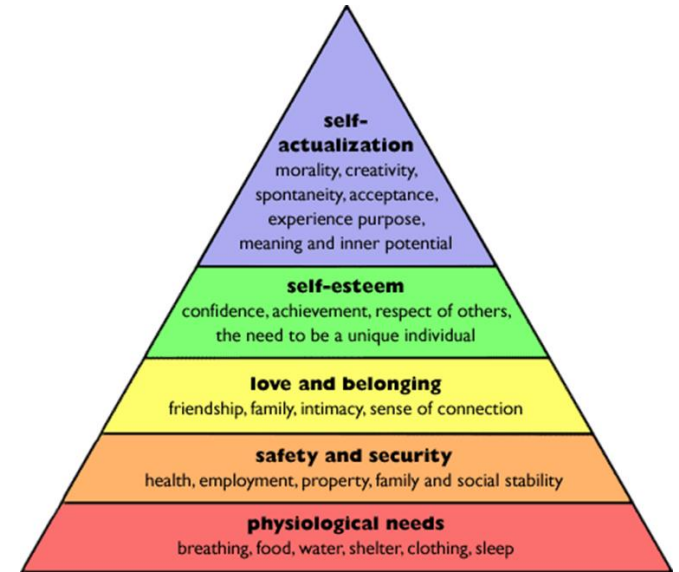 self-
actualization
morality, creativity,
spontaneity, acceptance,
experience purpose,
meaning and inner potential
self-esteem
confidence, achievement, respect of others,
the need to be a unique individual
love and belonging
friendship, family, intimacy, sense of connection
safety and security
health, employment, property, family and social stability
physiological needs
breathing, food, water, shelter, clothing, sleep